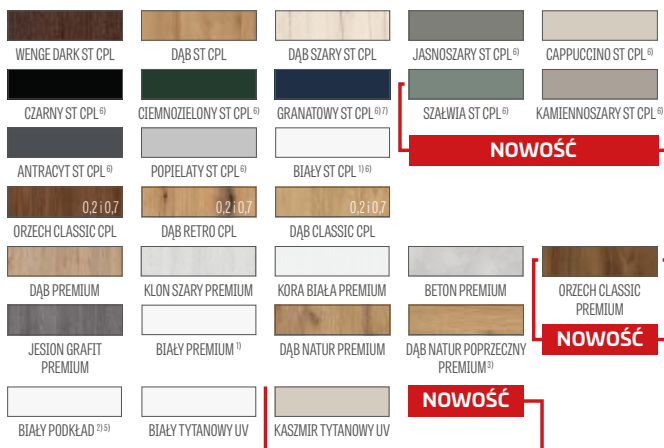 WENGE DARK ST CPL
DĄB ST CPL
DĄB SZARY ST CPL
JASNOSZARY ST CPL 6)
CAPPUCCINO ST CPL 6)
CZARNY ST CPL 6)
CIEMNOZIELONY ST CPL 6)
GRANATOWY ST CPL 6) 7)
SZAŁWIA ST CPL 6)
KAMIENNOSZARY ST CPL 6)
NOWOŚĆ
ANTRACYT ST CPL 6)
POPIELATY ST CPL 6)
BIAŁY ST CPL 1) 6)
0,2 i 0,7
0,2 i 0,7
0,2 i 0,7
ORZECH CLASSIC CPL
DĄB RETRO CPL
DĄB CLASSIC CPL
DĄB PREMIUM
KLON SZARY PREMIUM
KORA BIAŁA PREMIUM
BETON PREMIUM
ORZECH CLASSIC
PREMIUM
NOWOŚĆ
JESION GRAFIT
PREMIUM
BIAŁY PREMIUM 1)
DĄB NATUR PREMIUM
DĄB NATUR POPRZECZNY
PREMIUM 3)
NOWOŚĆ
BIAŁY PODKŁAD 2) 5)
BIAŁY TYTANOWY UV
KASZMIR TYTANOWY UV